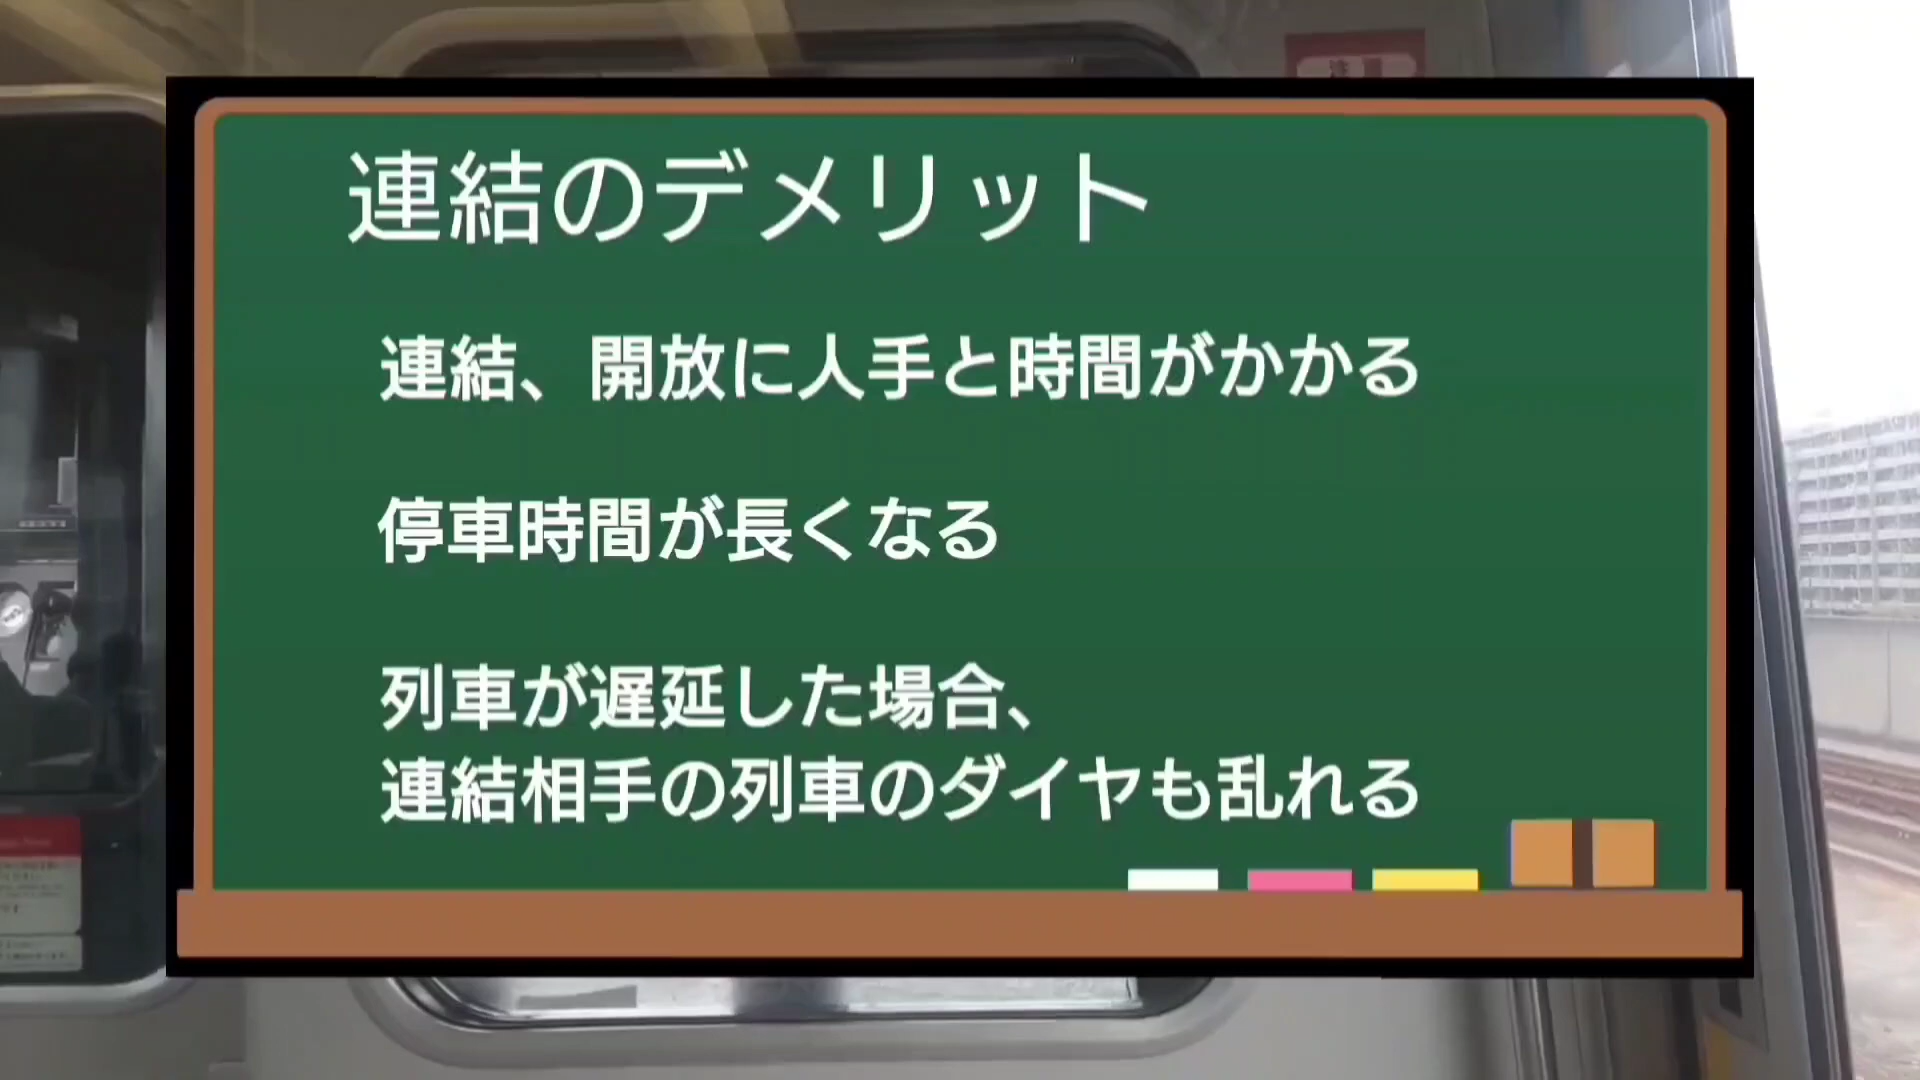 連結のデメリット
連結、開放に人手と時間がかかる
停車時間が長くなる
列車が遅延した場合、
連結相手の列車のダイヤも乱れる